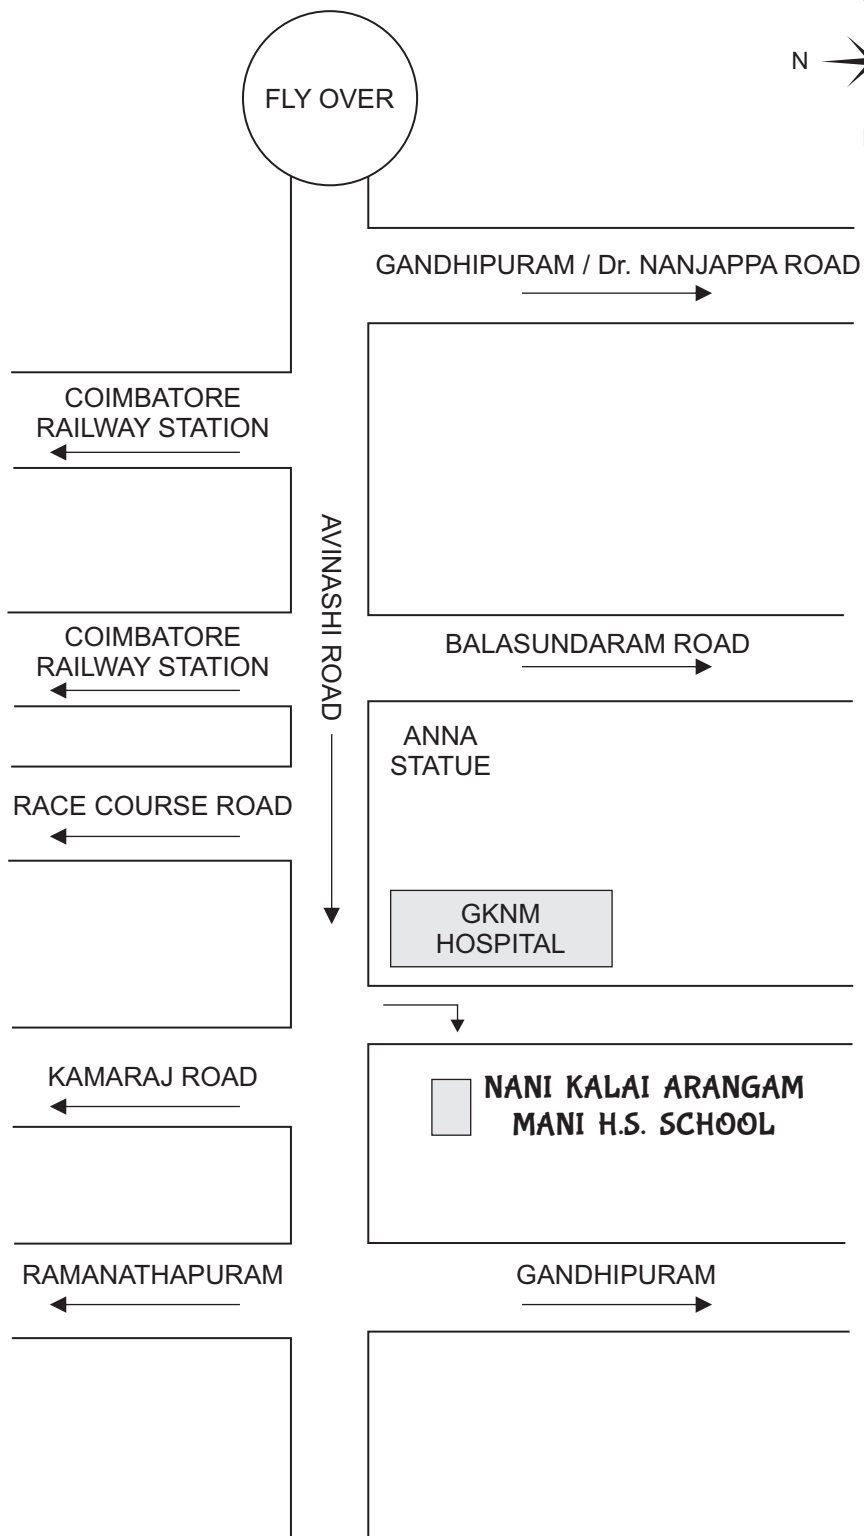 FLY OVER
N
GANDHIPURAM / Dr. NANJAPPA ROAD
COIMBATORE
RAILWAY STATION
AVINASHI ROAD
COIMBATORE
RAILWAY STATION
BALASUNDARAM ROAD
ANNA
STATUE
RACE COURSE ROAD
GKNM
HOSPITAL
KAMARAJ ROAD
NANI KALAI ARANGAM
MANI H.S. SCHOOL
RAMANATHAPURAM
GANDHIPURAM